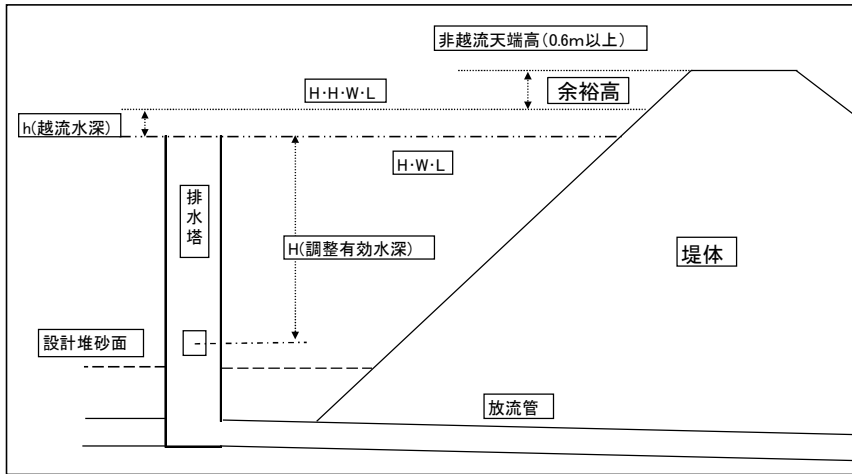 非越流天端高(0.6m以上)
H・H・W・L
余裕高
h(越流水深)
H・W・L
排水塔
H(調整有効水深)
堤体
設計堆砂面
放流管